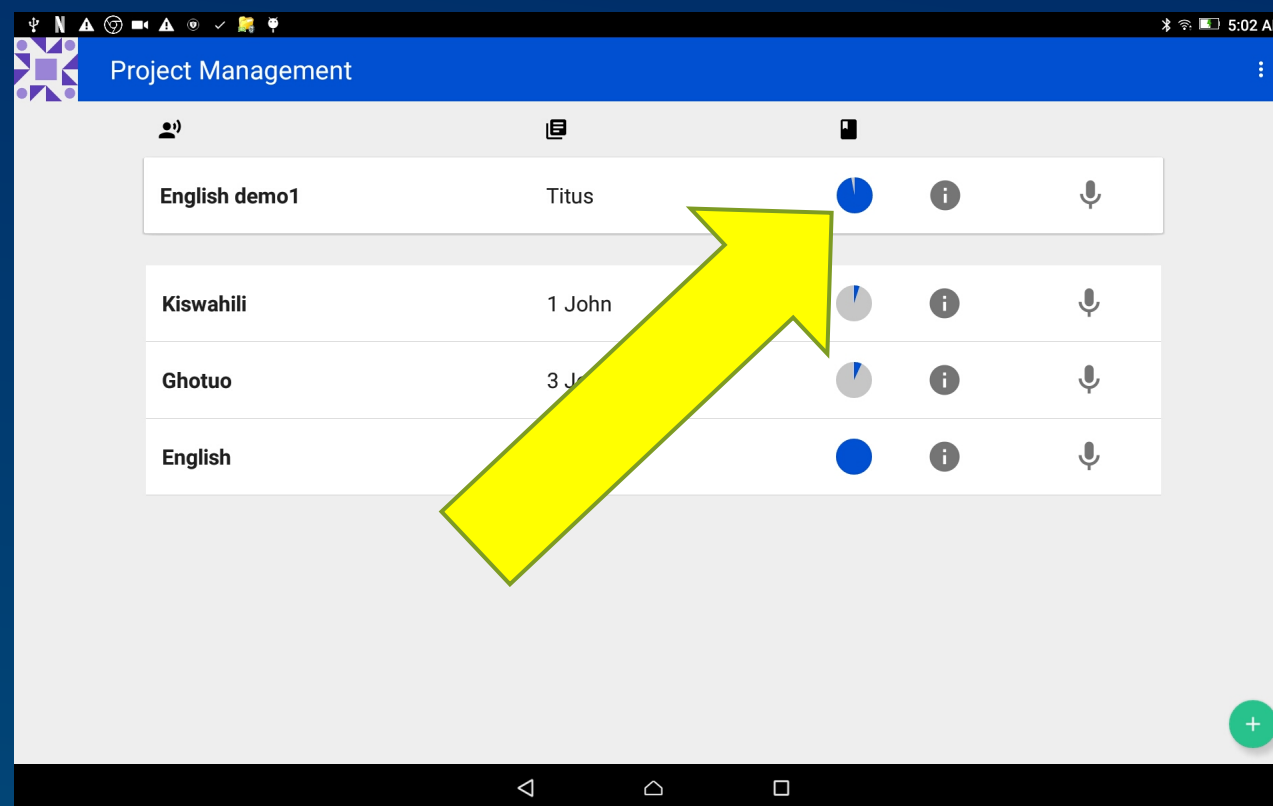 5:02 A
Project Management
English demo1 Titus
Kiswahili 1 John
Ghotuo 3
English